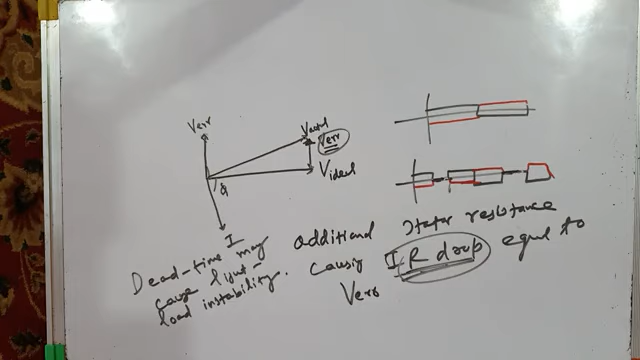 Verr
Vactual
Verr
Videal
φ
I
Dead-time may
cause light-
load instability.
additional stator resistance
causing IR drop equal to
Verr